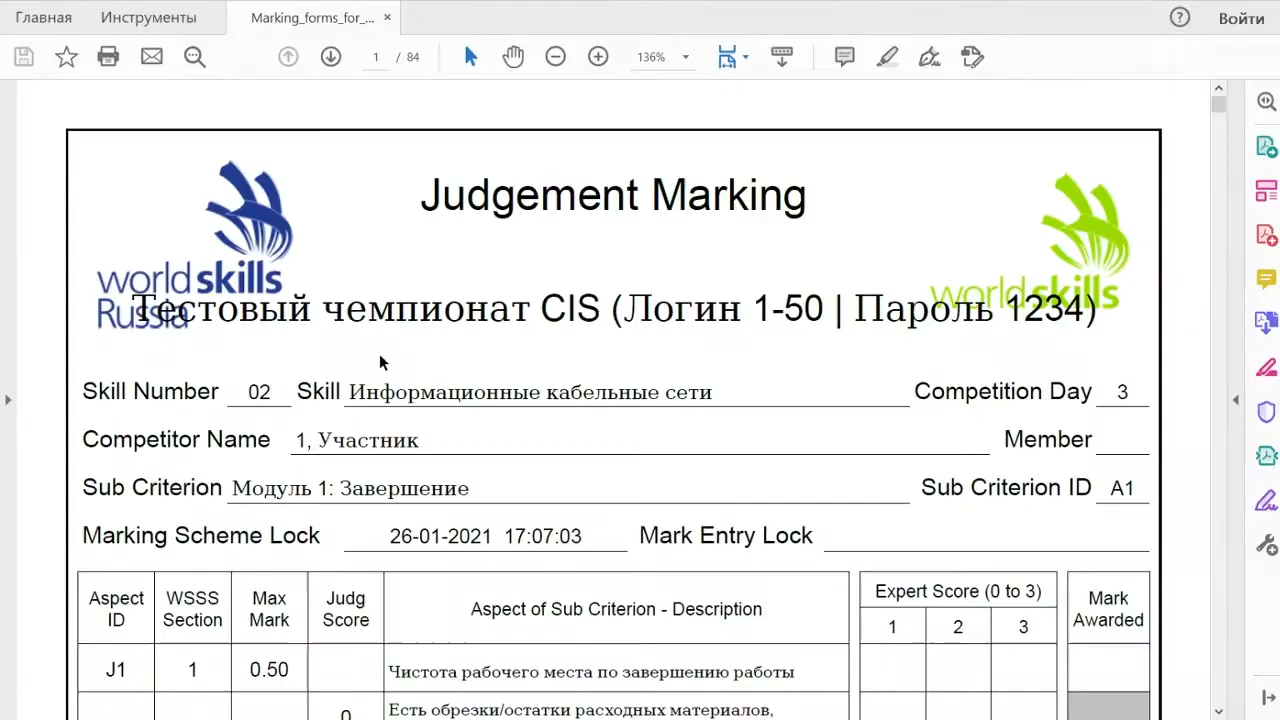 Главная Инструменты Marking_forms_for_... × Войти
1 / 84 136%
Judgement Marking
world skills Russia
world skills
Тестовый чемпионат CIS (Логин 1-50 | Пароль 1234)
Skill Number 02 Skill Информационные кабельные сети Competition Day 3
Competitor Name 1, Участник Member
Sub Criterion Модуль 1: Завершение Sub Criterion ID A1
Marking Scheme Lock 26-01-2021 17:07:03 Mark Entry Lock
Aspect ID WSSS Section Max Mark Judg Score Aspect of Sub Criterion - Description Expert Score (0 to 3) Mark Awarded
1 2 3
J1 1 0.50 Чистота рабочего места по завершению работы
0 Есть обрезки/остатки расходных материалов,